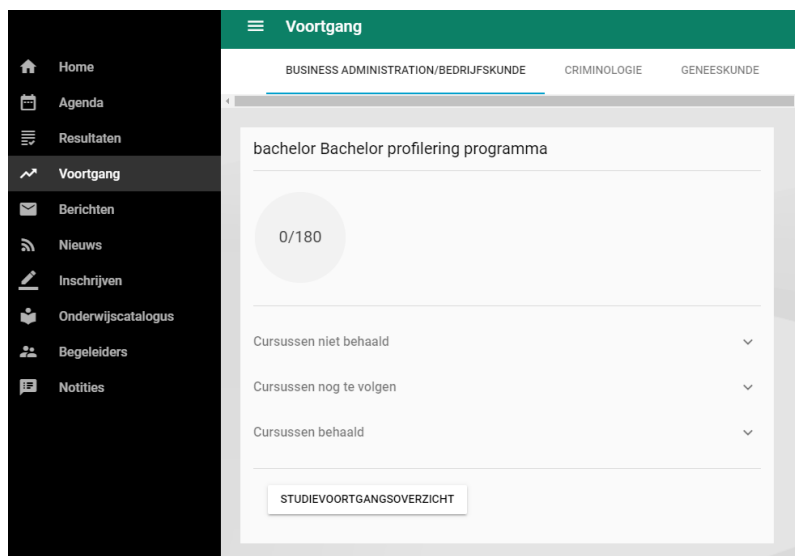 Voortgang
Home
Agenda
Resultaten
Voortgang
Berichten
Nieuws
Inschrijven
Onderwijscatalogus
Begeleiders
Notities
BUSINESS ADMINISTRATION/BEDRIJFSKUNDE CRIMINOLOGIE GENEESKUNDE
bachelor Bachelor profilering programma
0/180
Cursussen niet behaald
Cursussen nog te volgen
Cursussen behaald
STUDIEVOORTGANGSOVERZICHT